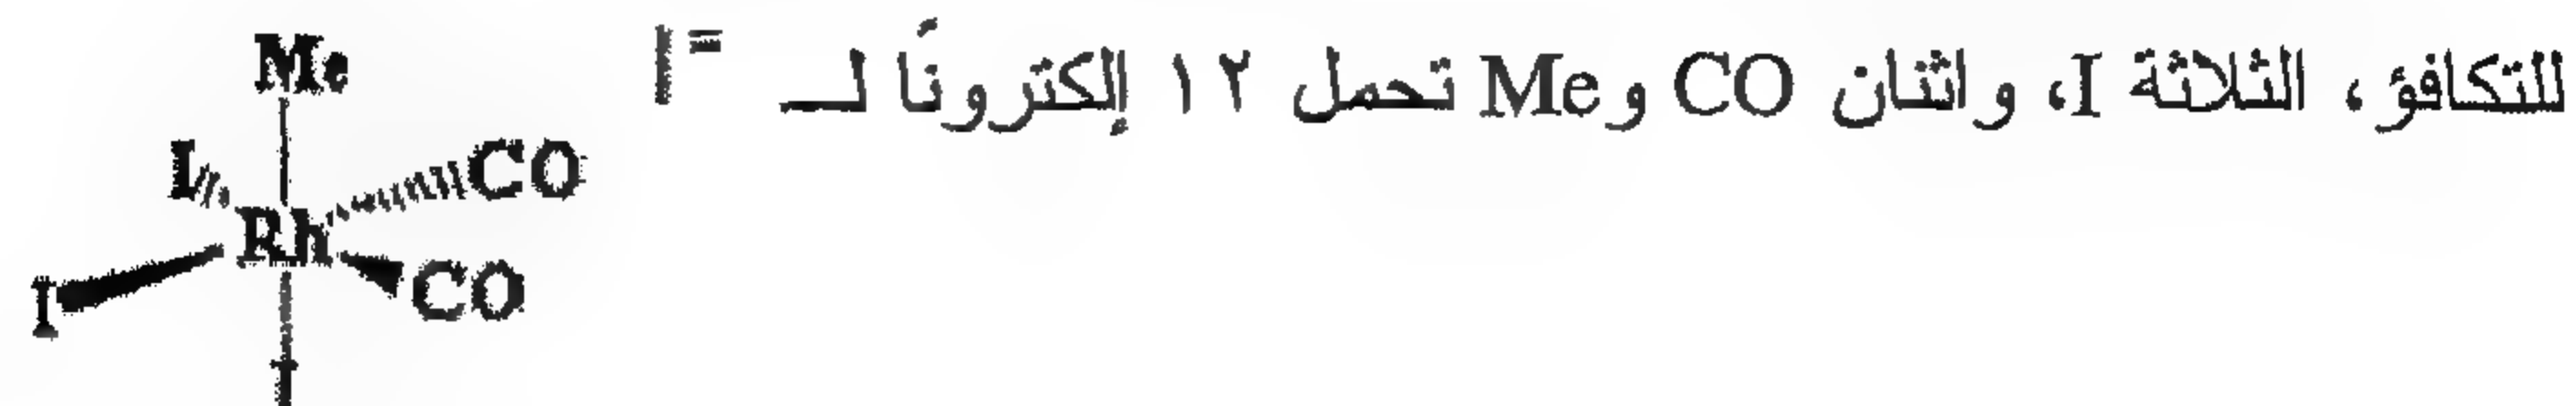 للتكافؤ، الثلاثة I، واثنان CO وMe تحمل ١٢ إلكترونًا لـ
Me
I CO
Rh
I CO
I